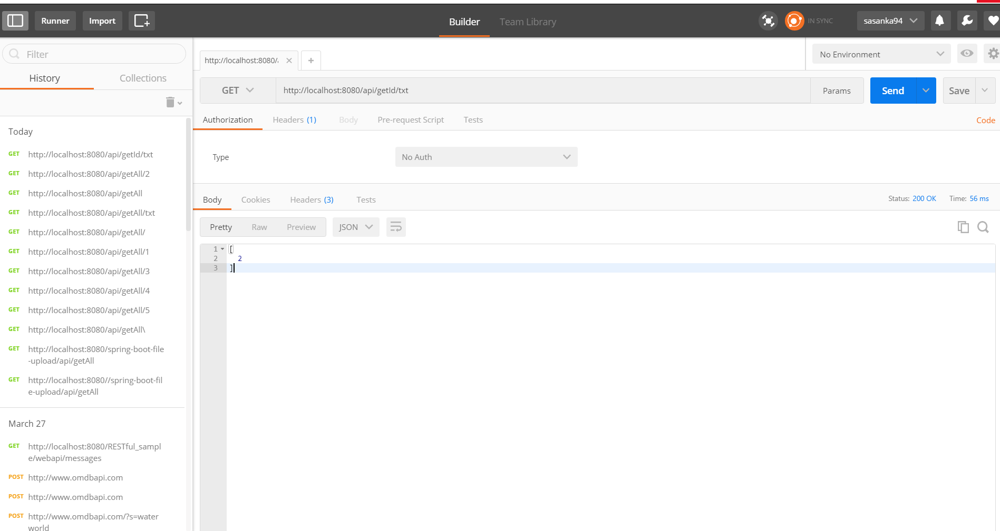 Runner Import Builder Team Library IN SYNC sasanka94
Filter
History Collections
Today
GET http://localhost:8080/api/getId/txt
GET http://localhost:8080/api/getAll/2
GET http://localhost:8080/api/getAll
GET http://localhost:8080/api/getAll/txt
GET http://localhost:8080/api/getAll/
GET http://localhost:8080/api/getAll/1
GET http://localhost:8080/api/getAll/3
GET http://localhost:8080/api/getAll/4
GET http://localhost:8080/api/getAll/5
GET http://localhost:8080/api/getAll\
GET http://localhost:8080/spring-boot-file
-upload/api/getAll
GET http://localhost:8080//spring-boot-fil
e-upload/api/getAll
March 27
GET http://localhost:8080/RESTful_sampl
e/webapi/messages
POST http://www.omdbapi.com
POST http://www.omdbapi.com
POST http://www.omdbapi.com/?s=water
world
http://localhost:8080/ × + No Environment
GET http://localhost:8080/api/getId/txt Params Send Save
Authorization Headers (1) Body Pre-request Script Tests Code
Type No Auth
Body Cookies Headers (3) Tests Status: 200 OK Time: 56 ms
Pretty Raw Preview JSON
1 [
2 2
3 ]